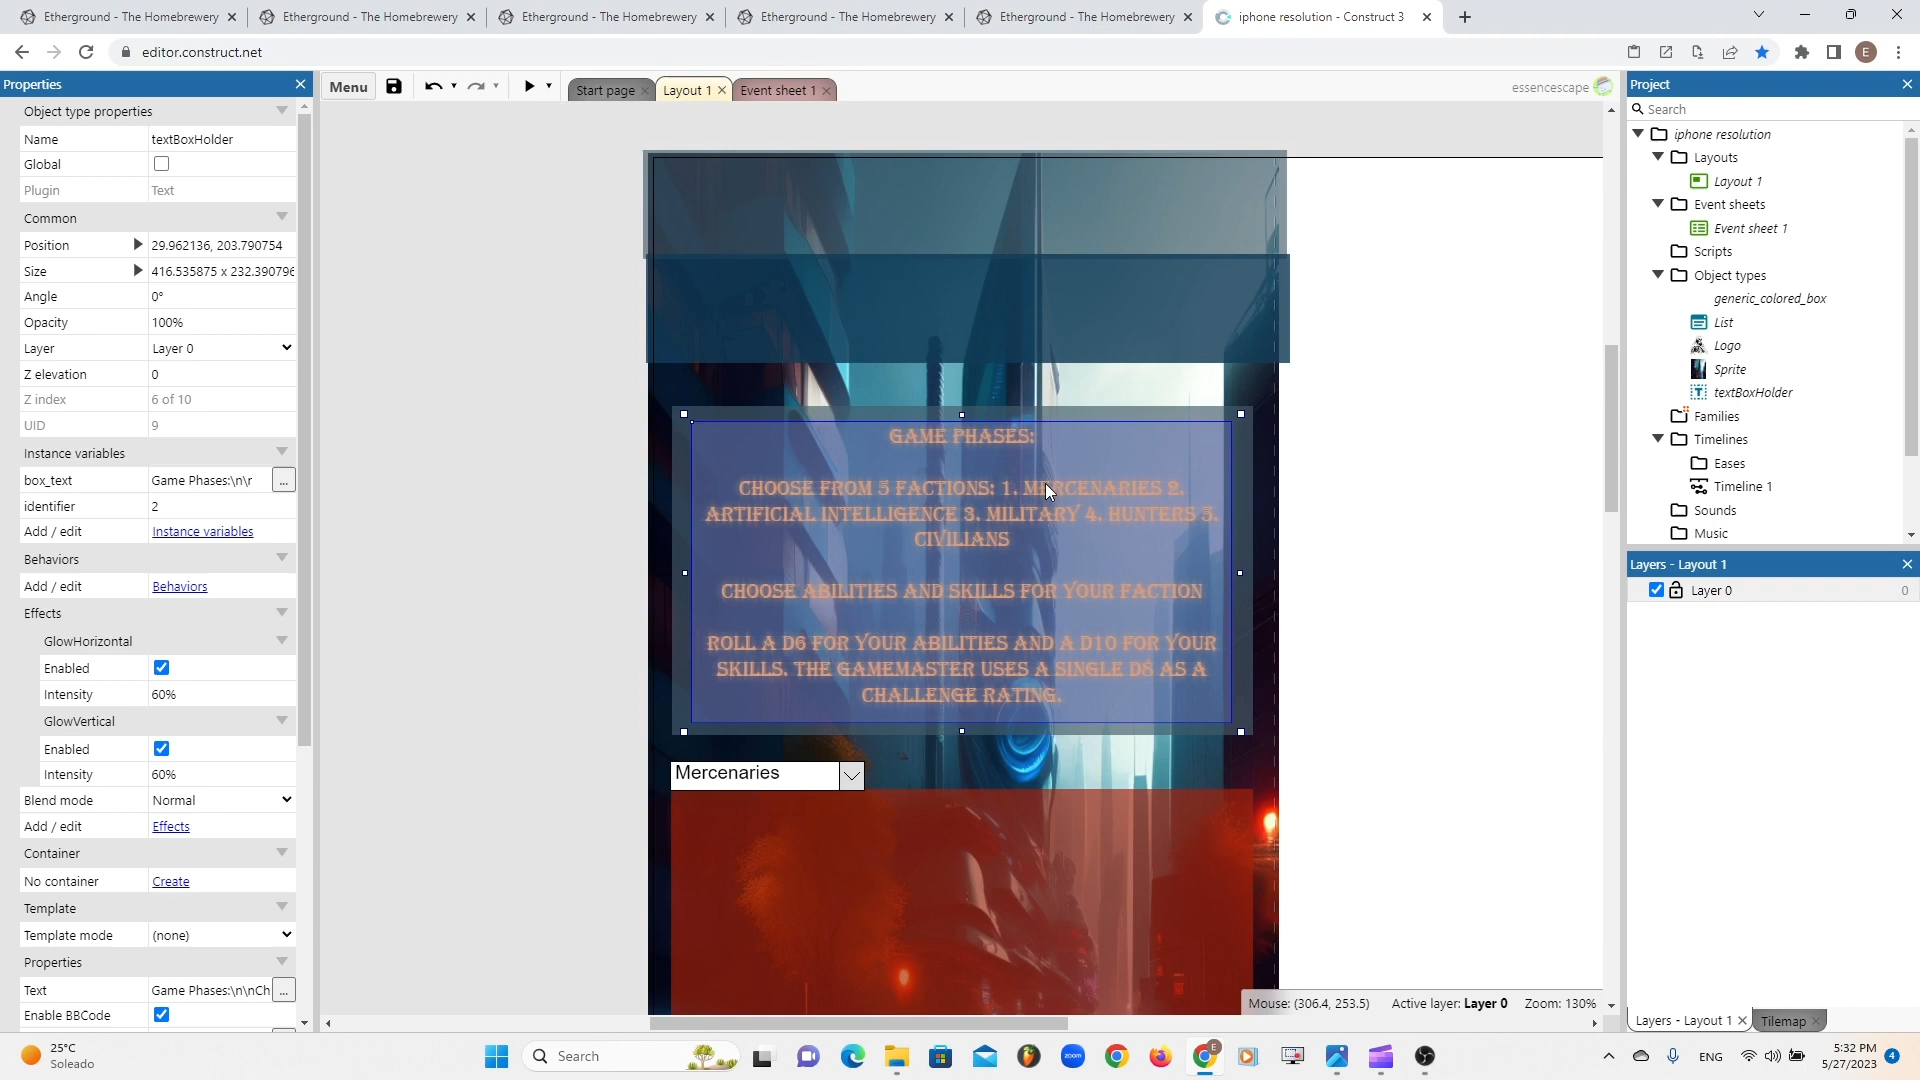 Etherground - The Homebrewery
Etherground - The Homebrewery
Etherground - The Homebrewery
Etherground - The Homebrewery
Etherground - The Homebrewery
iphone resolution - Construct 3
editor.construct.net
E
Properties
Object type properties
Name textBoxHolder
Global
Plugin Text
Common
Position 29.962136, 203.790754
Size 416.535875 x 232.390796
Angle 0°
Opacity 100%
Layer Layer 0
Z elevation 0
Z index 6 of 10
UID 9
Instance variables
box_text Game Phases:\n\r ...
identifier 2
Add / edit Instance variables
Behaviors
Add / edit Behaviors
Effects
GlowHorizontal
Enabled
Intensity 60%
GlowVertical
Enabled
Intensity 60%
Blend mode Normal
Add / edit Effects
Container
No container Create
Template
Template mode (none)
Properties
Text Game Phases:\n\nCh ...
Enable BBCode
Menu
Start page
Layout 1
Event sheet 1
essencescape
GAME PHASES:
CHOOSE FROM 5 FACTIONS: 1. MERCENARIES 2.
ARTIFICIAL INTELLIGENCE 3. MILITARY 4. HUNTERS 5.
CIVILIANS
CHOOSE ABILITIES AND SKILLS FOR YOUR FACTION
ROLL A D6 FOR YOUR ABILITIES AND A D10 FOR YOUR
SKILLS. THE GAMEMASTER USES A SINGLE D8 AS A
CHALLENGE RATING.
Mercenaries
Mouse: (306.4, 253.5) Active layer: Layer 0 Zoom: 130%
Project
Search
iphone resolution
Layouts
Layout 1
Event sheets
Event sheet 1
Scripts
Object types
generic_colored_box
List
Logo
Sprite
textBoxHolder
Families
Timelines
Eases
Timeline 1
Sounds
Music
Layers - Layout 1
Layer 0 0
Layers - Layout 1
Tilemap
25°C
Soleado
Search
zoom
E
ENG
5:32 PM
5/27/2023
4